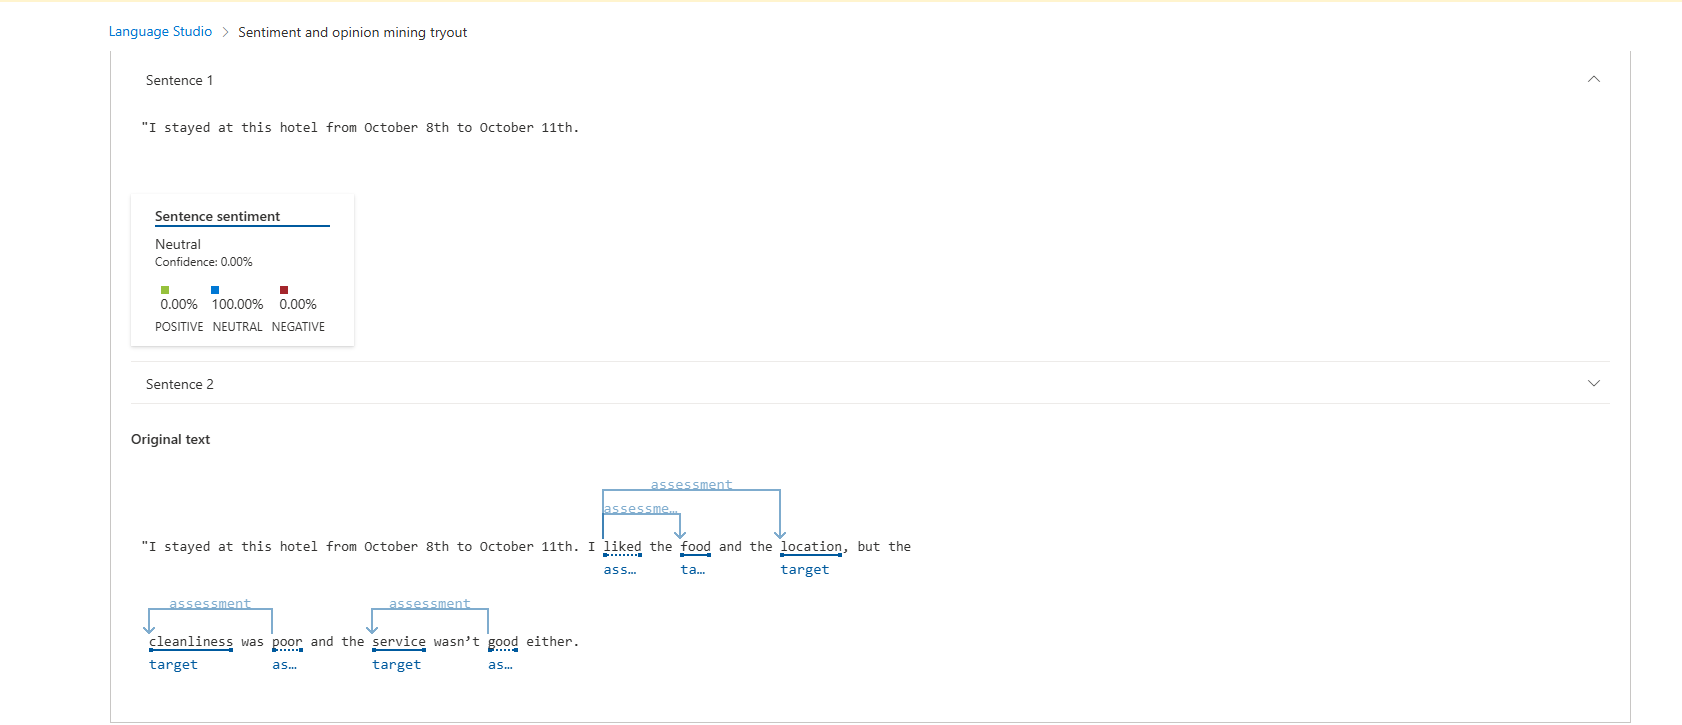 Language Studio > Sentiment and opinion mining tryout
Sentence 1
"I stayed at this hotel from October 8th to October 11th.
Sentence sentiment
Neutral
Confidence: 0.00%
0.00% 100.00% 0.00%
POSITIVE NEUTRAL NEGATIVE
Sentence 2
Original text
assessment
assessme…
"I stayed at this hotel from October 8th to October 11th. I liked the food and the location, but the
ass… ta… target
assessment assessment
cleanliness was poor and the service wasn’t good either.
target as… target as…